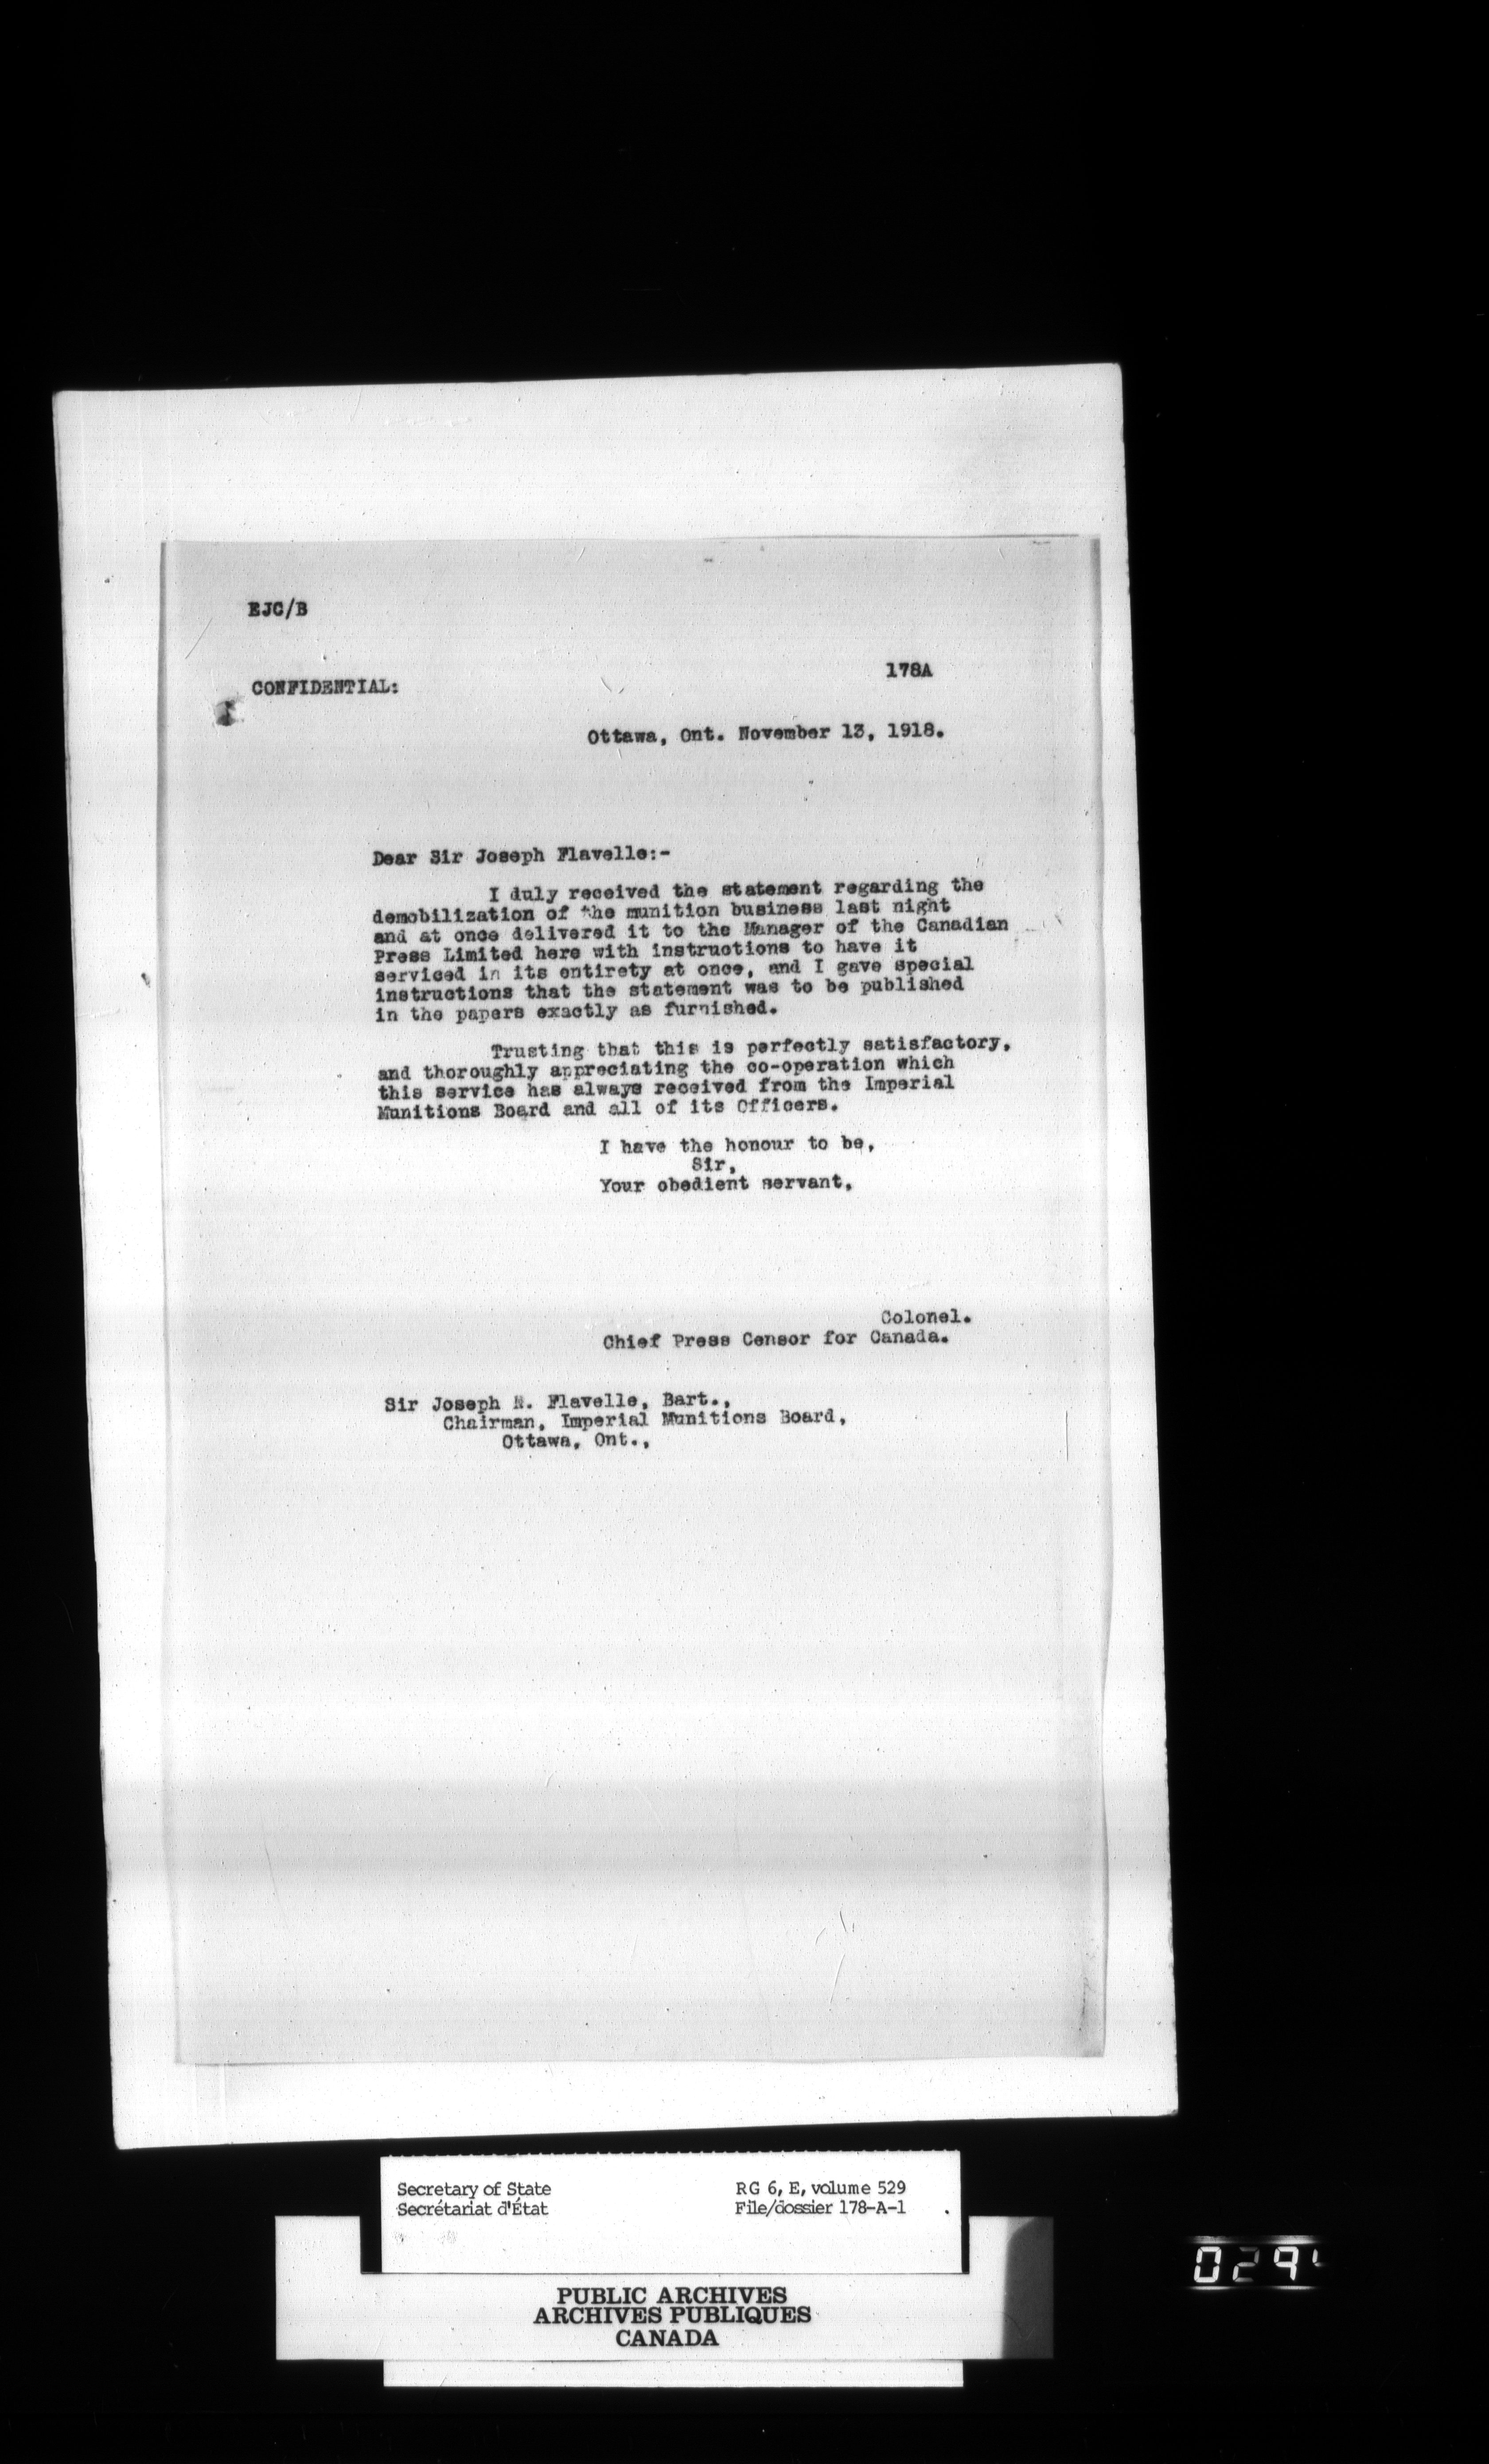 EJC/B
178A
CONFIDENTIAL:
Ottawa, Ont. November 13, 1918.
Dear Sir Joseph Flavelle:-
I duly received the statement regarding the
demobilization of the munition business last night
and at once delivered it to the Manager of the Canadian
Press Limited here with instructions to have it
serviced in its entirety at once, and I gave special
instructions that the statement was to be published
in the papers exactly as furnished.
Trusting that this is perfectly satisfactory,
and thoroughly appreciating the co-operation which
this service has always received from the Imperial
Munitions Board and all of its Officers.
I have the honour to be,
Sir,
Your obedient servant,
Colonel.
Chief Press Censor for Canada.
Sir Joseph Flavelle, Bart.,
Chairman, Imperial Munitions Board,
Ottawa, Ont.,
Secretary of State RG 6, E, volume 529
Secrétariat d'État File/dossier 178-A-1
PUBLIC ARCHIVES
ARCHIVES PUBLIQUES
CANADA
029